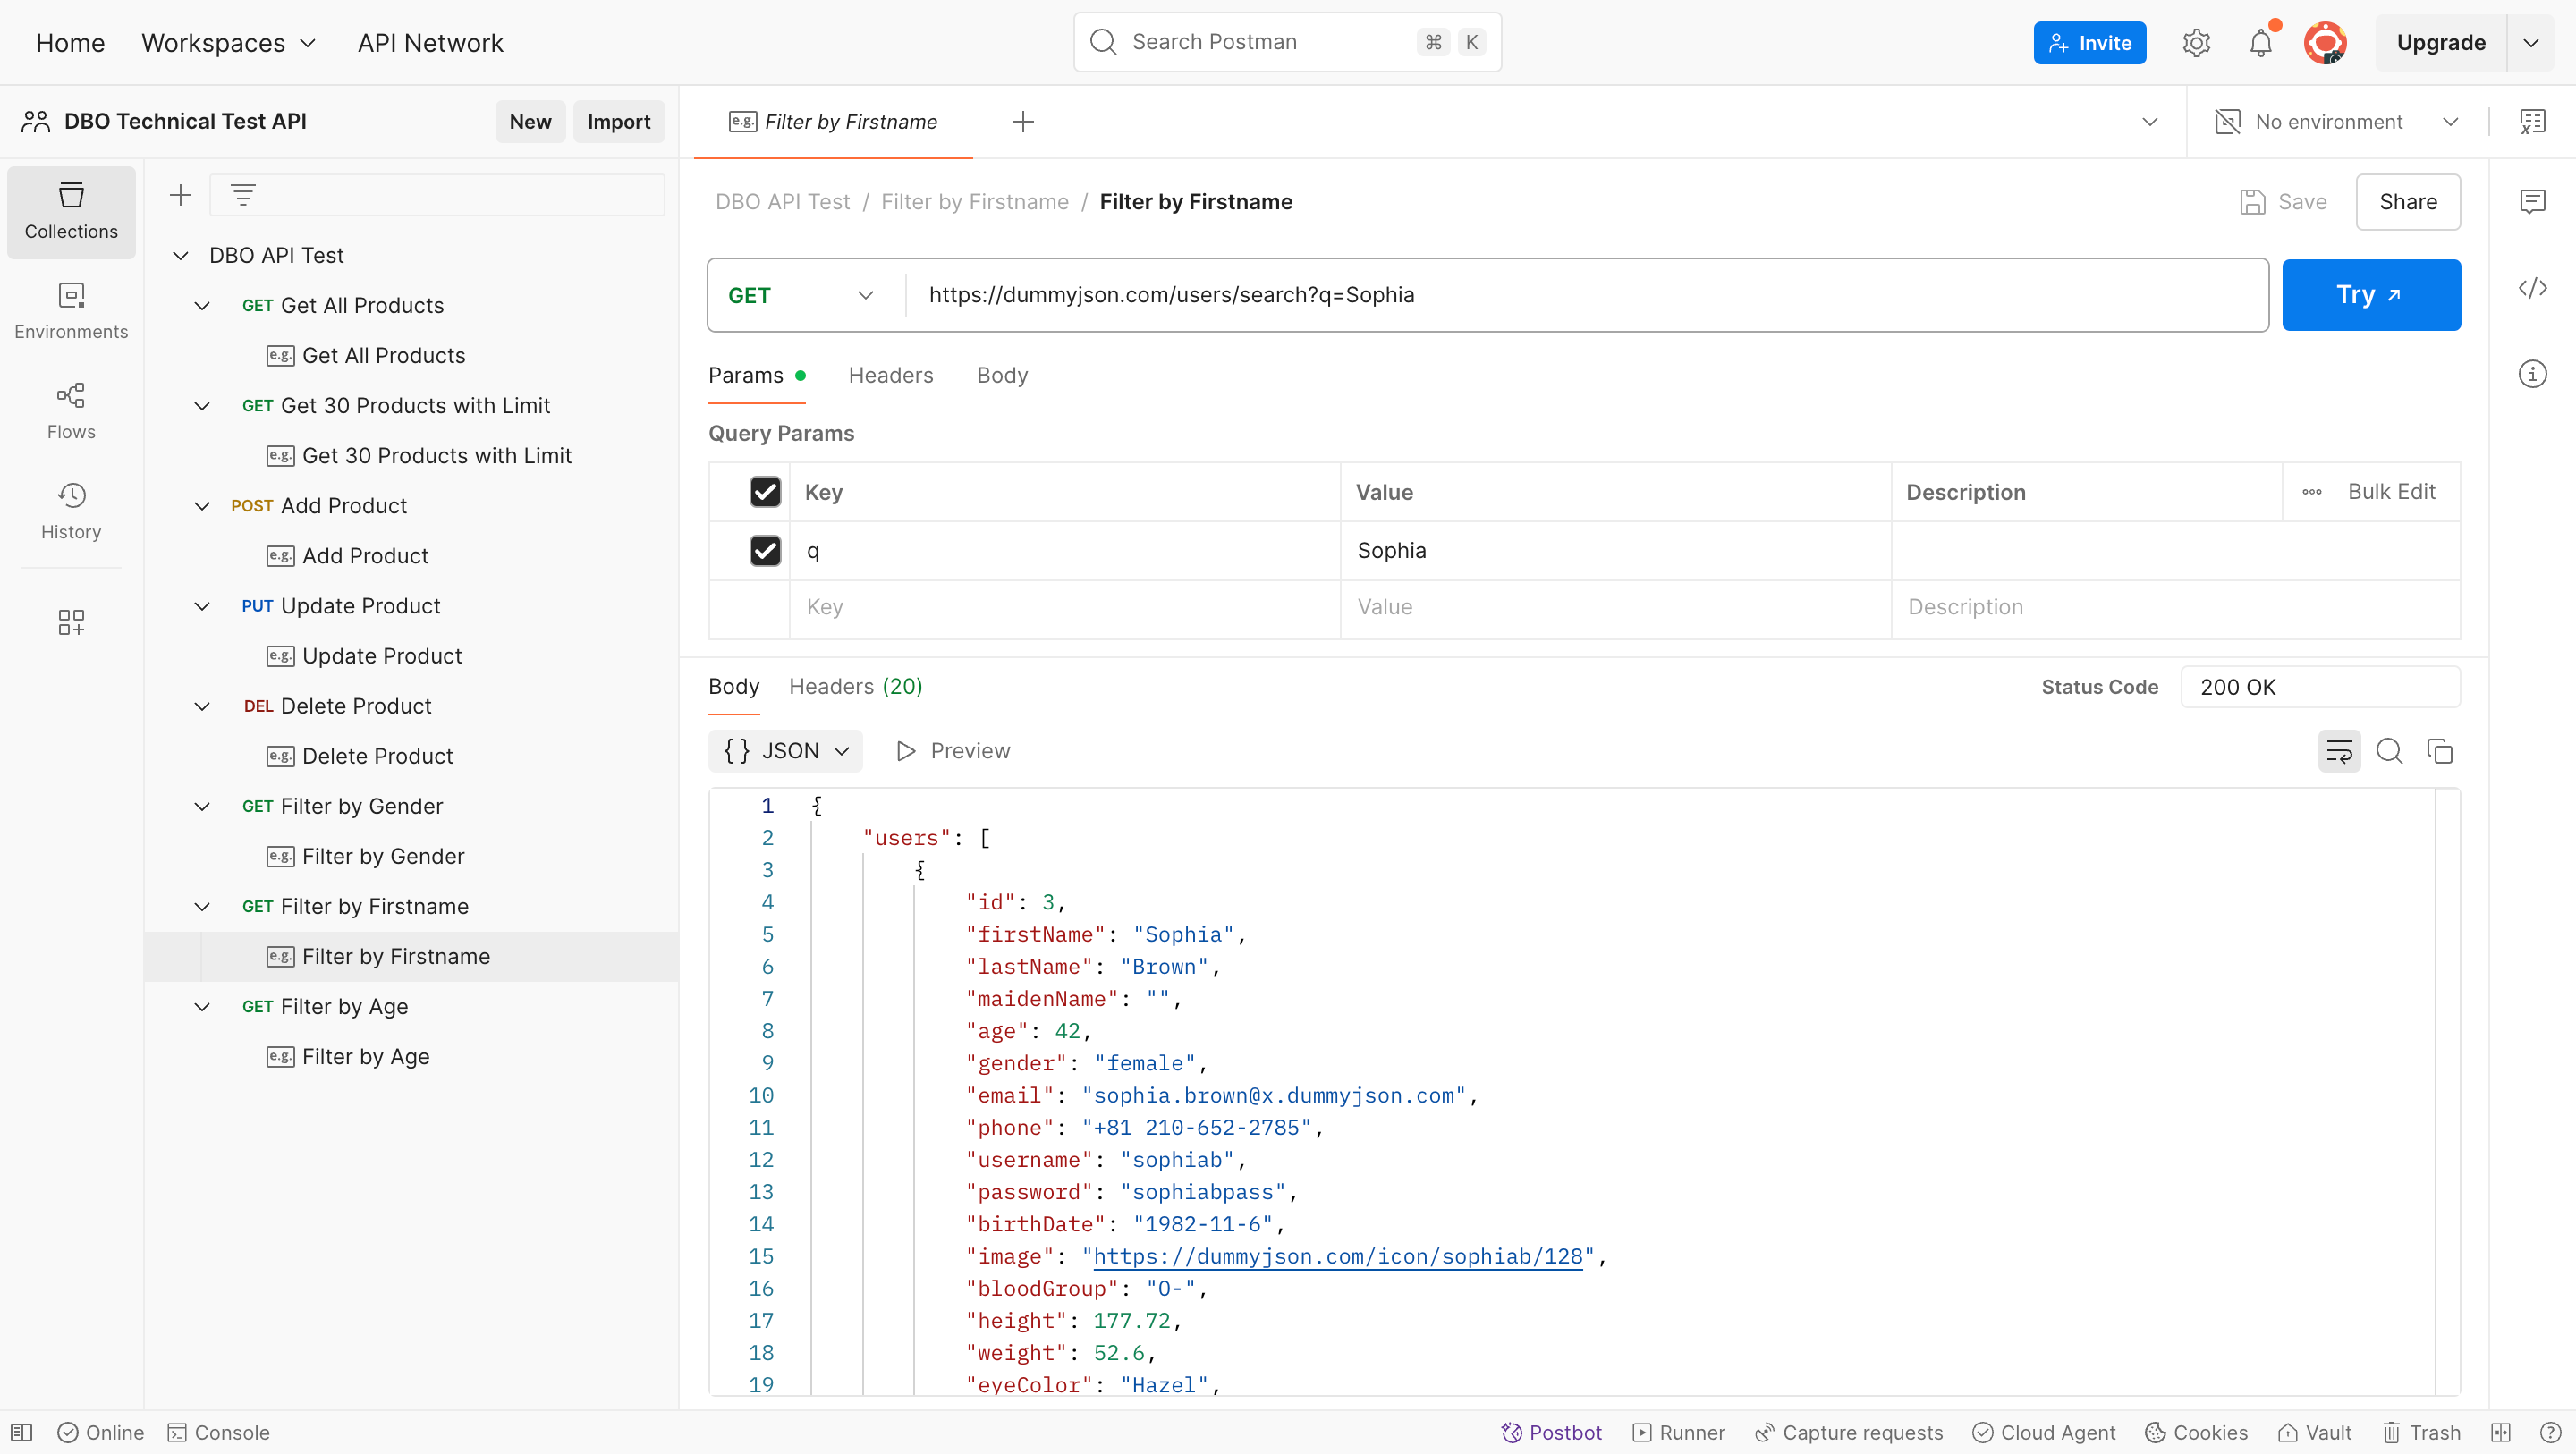 Home Workspaces API Network Search Postman ⌘ K Invite Upgrade
DBO Technical Test API New Import e.g. Filter by Firstname No environment
Collections
Environments
Flows
History
DBO API Test
GET Get All Products
e.g. Get All Products
GET Get 30 Products with Limit
e.g. Get 30 Products with Limit
POST Add Product
e.g. Add Product
PUT Update Product
e.g. Update Product
DEL Delete Product
e.g. Delete Product
GET Filter by Gender
e.g. Filter by Gender
GET Filter by Firstname
e.g. Filter by Firstname
GET Filter by Age
e.g. Filter by Age
DBO API Test / Filter by Firstname / Filter by Firstname Save Share
GET https://dummyjson.com/users/search?q=Sophia Try
Params Headers Body
Query Params
Key Value Description Bulk Edit
q Sophia
Key Value Description
Body Headers (20) Status Code 200 OK
{} JSON Preview
1 {
2 "users": [
3 {
4 "id": 3,
5 "firstName": "Sophia",
6 "lastName": "Brown",
7 "maidenName": "",
8 "age": 42,
9 "gender": "female",
10 "email": "sophia.brown@x.dummyjson.com",
11 "phone": "+81 210-652-2785",
12 "username": "sophiab",
13 "password": "sophiabpass",
14 "birthDate": "1982-11-6",
15 "image": "https://dummyjson.com/icon/sophiab/128",
16 "bloodGroup": "O-",
17 "height": 177.72,
18 "weight": 52.6,
19 "eyeColor": "Hazel",
Online Console Postbot Runner Capture requests Cloud Agent Cookies Vault Trash